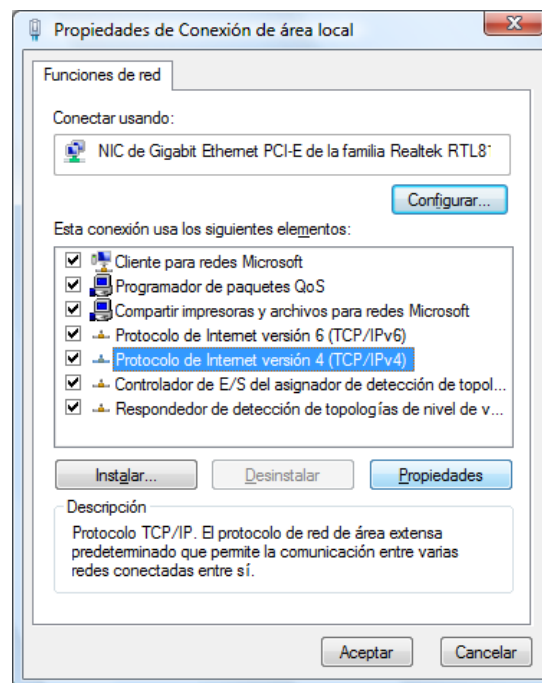 Propiedades de Conexión de área local
Funciones de red
Conectar usando:
NIC de Gigabit Ethernet PCI-E de la familia Realtek RTL8
Configurar...
Esta conexión usa los siguientes elementos:
Cliente para redes Microsoft
Programador de paquetes QoS
Compartir impresoras y archivos para redes Microsoft
Protocolo de Internet versión 6 (TCP/IPv6)
Protocolo de Internet versión 4 (TCP/IPv4)
Controlador de E/S del asignador de detección de topol...
Respondedor de detección de topologías de nivel de v...
Instalar...
Desinstalar
Propiedades
Descripción
Protocolo TCP/IP. El protocolo de red de área extensa
predeterminado que permite la comunicación entre varias
redes conectadas entre sí.
Aceptar
Cancelar